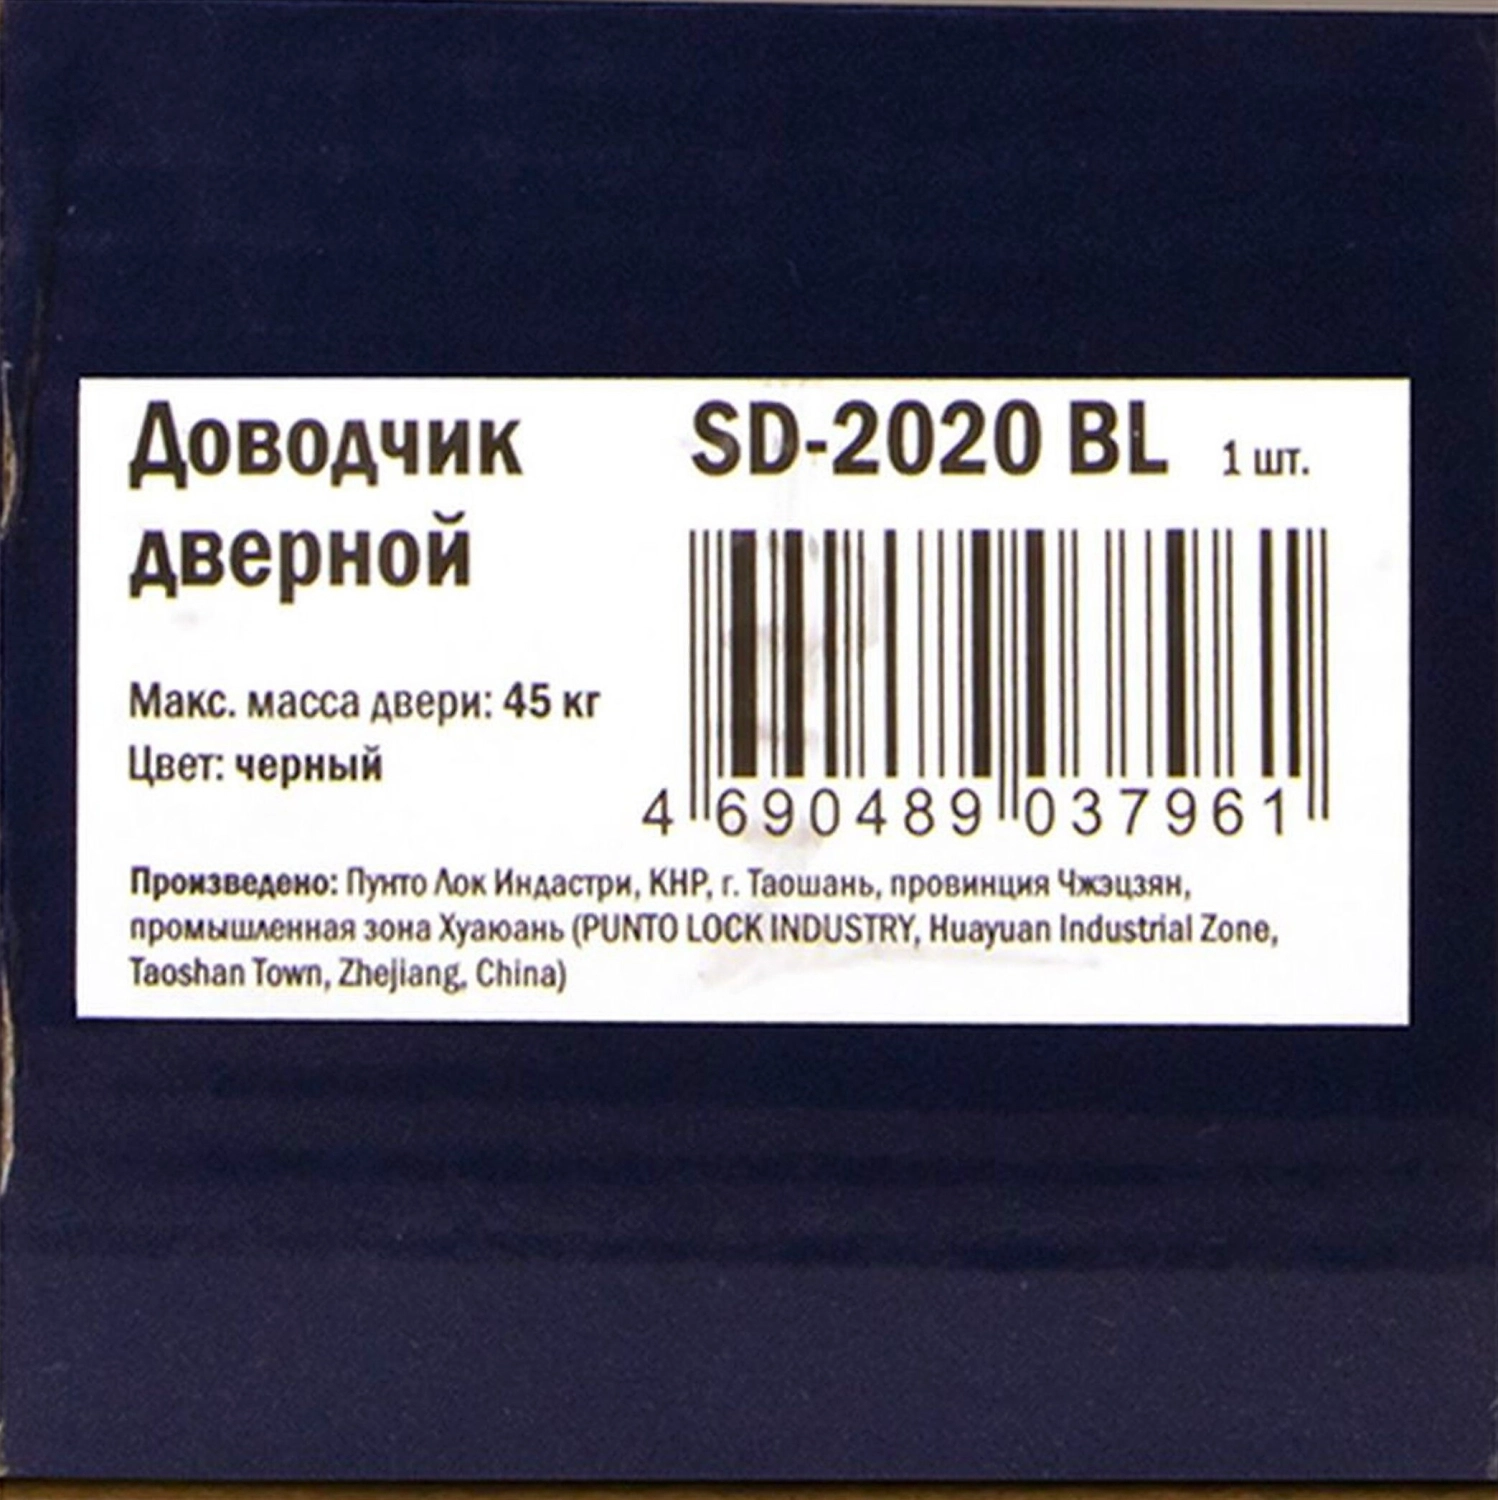 Доводчик
дверной
SD-2020 BL 1 шт.
Макс. масса двери: 45 кг
Цвет: черный
4 690489 037961
Произведено: Пунто Лок Индастри, КНР, г. Таошань, провинция Чжэцзян,
промышленная зона Хуаюань (PUNTO LOCK INDUSTRY, Huayuan Industrial Zone,
Taoshan Town, Zhejiang, China)